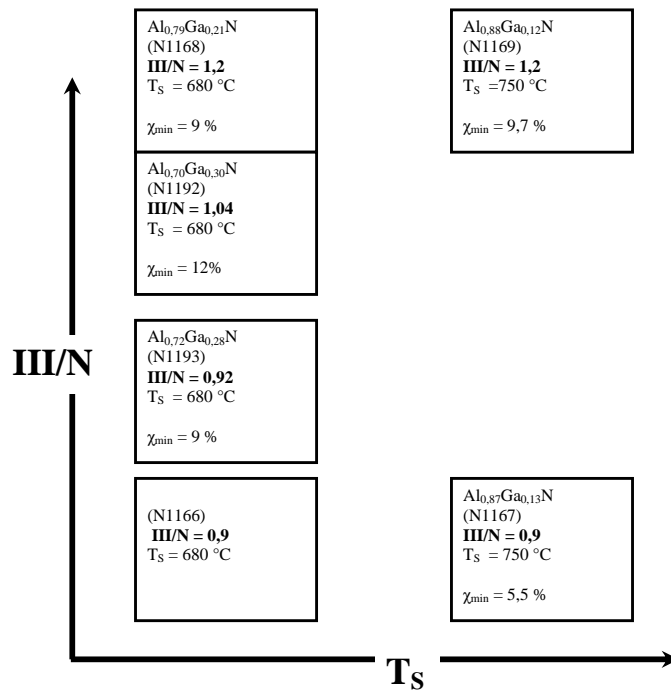 Al0,79Ga0,21N
(N1168)
III/N = 1,2
TS = 680 °C
χmin = 9 %
Al0,88Ga0,12N
(N1169)
III/N = 1,2
TS =750 °C
χmin = 9,7 %
Al0,70Ga0,30N
(N1192)
III/N = 1,04
TS = 680 °C
χmin = 12%
III/N
Al0,72Ga0,28N
(N1193)
III/N = 0,92
TS = 680 °C
χmin = 9 %
(N1166)
III/N = 0,9
TS = 680 °C
Al0,87Ga0,13N
(N1167)
III/N = 0,9
TS = 750 °C
χmin = 5,5 %
TS